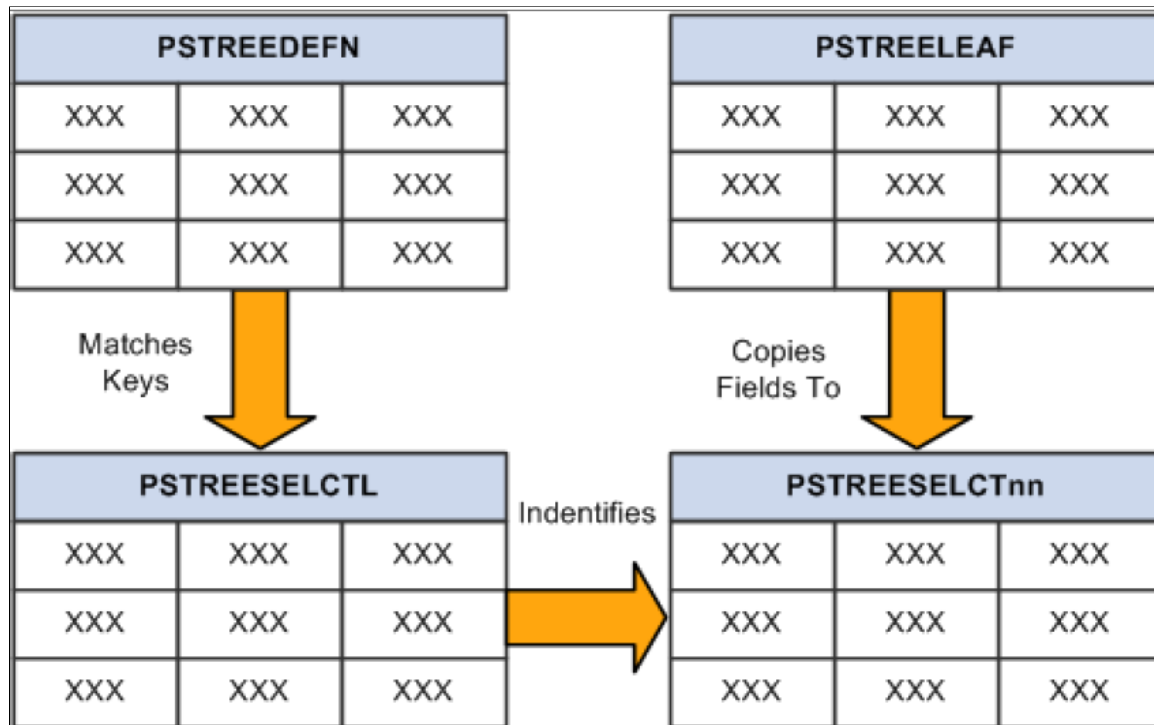 PSTREEDEFN
XXX XXX XXX
XXX XXX XXX
XXX XXX XXX
PSTREELEAF
XXX XXX XXX
XXX XXX XXX
XXX XXX XXX
Matches
Keys
Copies
Fields To
PSTREESELCTL
XXX XXX XXX
XXX XXX XXX
XXX XXX XXX
Indentifies
PSTREESELCTnn
XXX XXX XXX
XXX XXX XXX
XXX XXX XXX